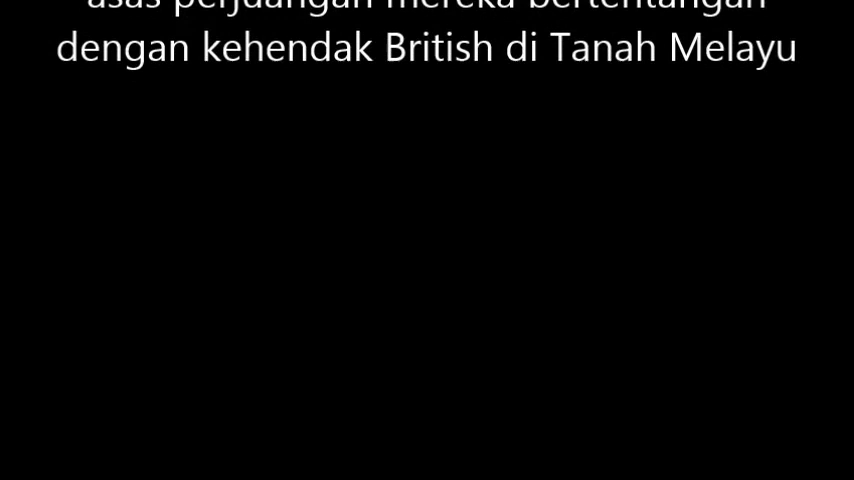 asas perjuangan mereka bertentangan
dengan kehendak British di Tanah Melayu